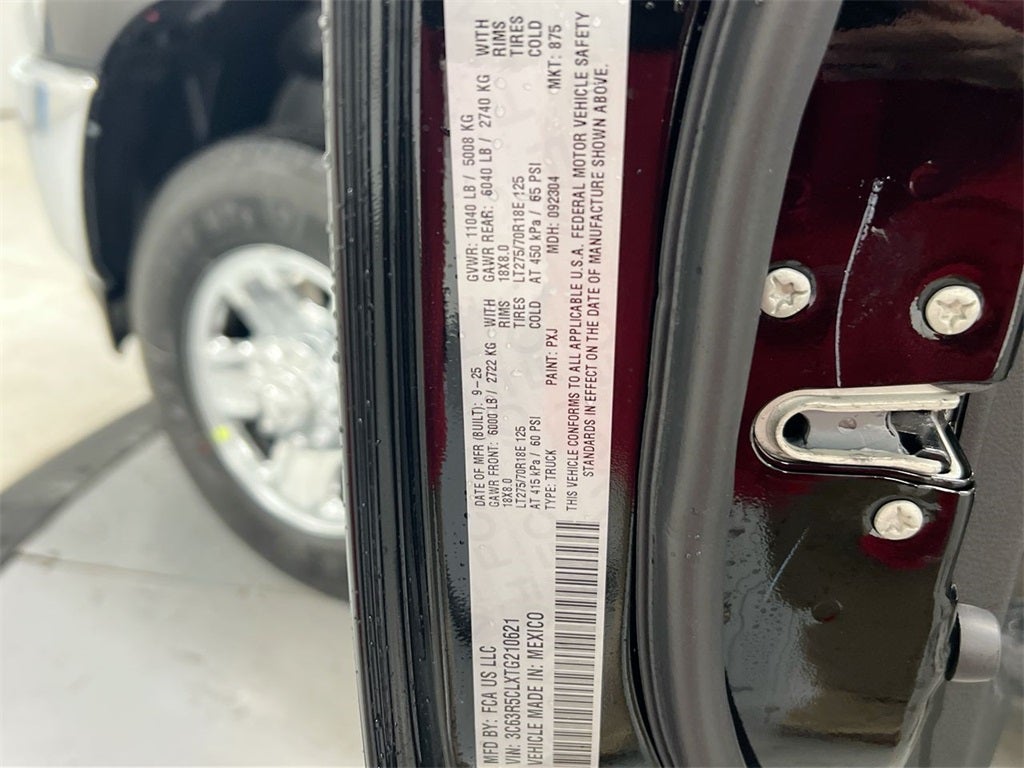 MFD BY: FCA US LLC
VIN: 3C63R5CLXTG210621
VEHICLE MADE IN: MEXICO
DATE OF MFR (BUILT): 9-25 GVWR: 11040 LB / 5008 KG
GAWR FRONT: 6000 LB / 2722 KG WITH GAWR REAR: 6040 LB / 2740 KG WITH
18X8.0 RIMS 18X8.0 RIMS
LT275/70R18E 125 TIRES LT275/70R18E 125 TIRES
AT 415 kPa / 60 PSI COLD AT 450 kPa / 65 PSI COLD
TYPE: TRUCK PAINT: PXJ MDH: 092304 MKT: 875
THIS VEHICLE CONFORMS TO ALL APPLICABLE U.S.A. FEDERAL MOTOR VEHICLE SAFETY
STANDARDS IN EFFECT ON THE DATE OF MANUFACTURE SHOWN ABOVE.